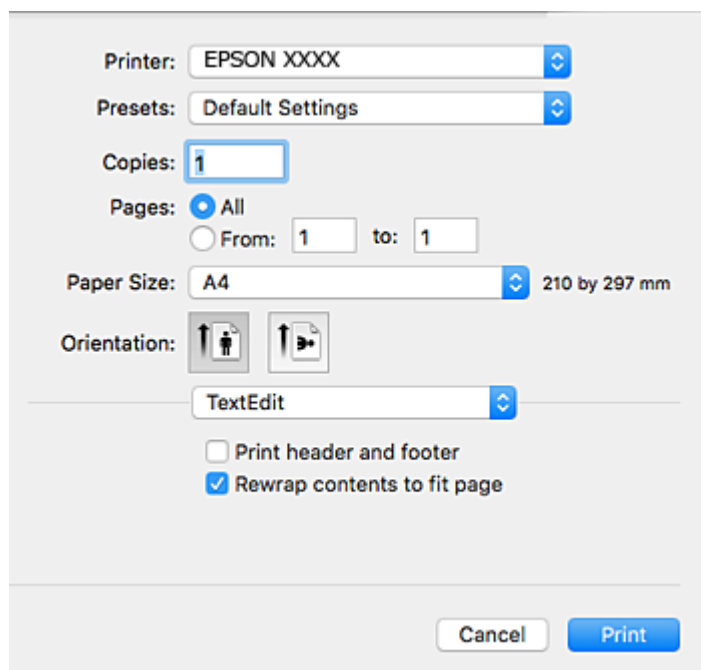 Printer: EPSON XXXX
Presets: Default Settings
Copies: 1
Pages: All
From: 1 to: 1
Paper Size: A4 210 by 297 mm
Orientation:
TextEdit
Print header and footer
Rewrap contents to fit page
Cancel Print